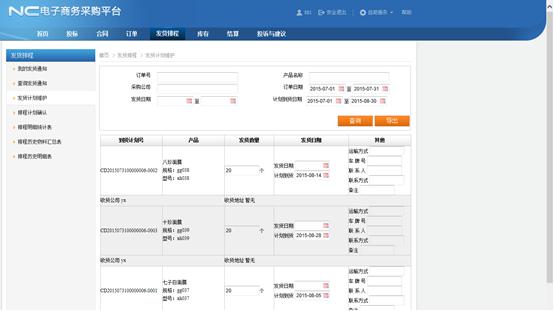 NC电子商务采购平台
安全退出 自助服务 帮助
首页 投标 合同 订单 发货排程 库存 结算 投诉与建议
发货排程
我的发货通知
查询发货通知
发货计划维护
排程计划确认
排程明细统计表
排程历史物料汇总表
排程历史明细表
首页 > 发货排程 > 发货计划维护
订单号 产品名称
采购公司 订单日期 2015-07-01 至 2015-07-31
发货日期 至 计划到货日期 2015-07-01 至 2015-08-30
查询 导出
到货计划号 产品 发货数量 发货日期 其他
CD2015073100000006-0002
八珍面膜
规格：gg038
型号：xh038
20 个
发货日期
计划到货 2015-08-14
运输方式
车 牌 号
联 系 人
联系方式
备注
收货公司 yx 收货地址 暂无
CD2015073100000006-0003
十珍面膜
规格：gg039
型号：xh039
20 个
发货日期
计划到货 2015-08-28
运输方式
车 牌 号
联 系 人
联系方式
备注
收货公司 yx 收货地址 暂无
CD2015073100000006-0001
七子白面膜
规格：gg037
型号：xh037
20 个
发货日期
计划到货 2015-08-05
运输方式
车 牌 号
联 系 人
联系方式
备注